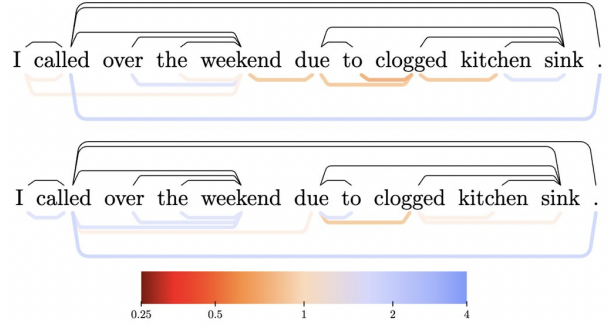 I called over the weekend due to clogged kitchen sink .
I called over the weekend due to clogged kitchen sink .
0.25 0.5 1 2 4